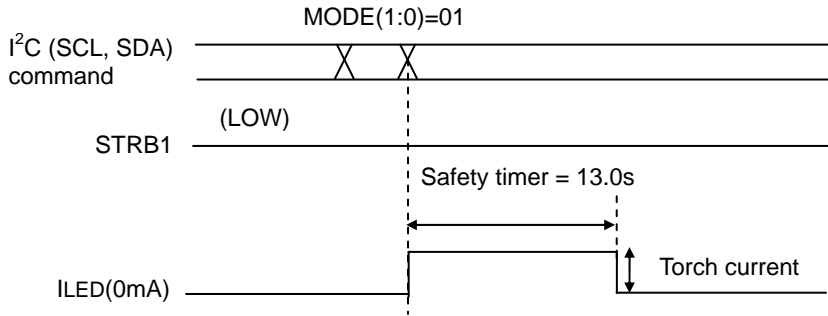 MODE(1:0)=01
I²C (SCL, SDA)
command
(LOW)
STRB1
Safety timer = 13.0s
Torch current
ILED(0mA)